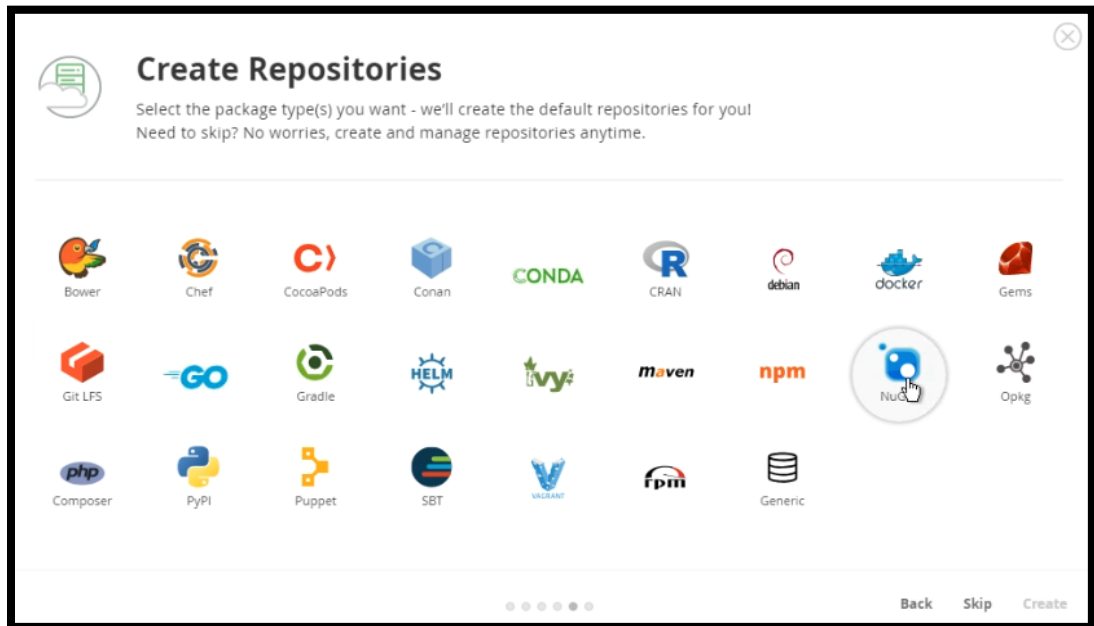 Create Repositories
Select the package type(s) you want - we'll create the default repositories for you!
Need to skip? No worries, create and manage repositories anytime.
Bower
Chef
CocoaPods
Conan
CONDA
CRAN
debian
docker
Gems
Git LFS
GO
Gradle
HELM
ivy
maven
npm
Opkg
php
Composer
PyPI
Puppet
SBT
VAGRANT
rpm
Generic
Back Skip Create